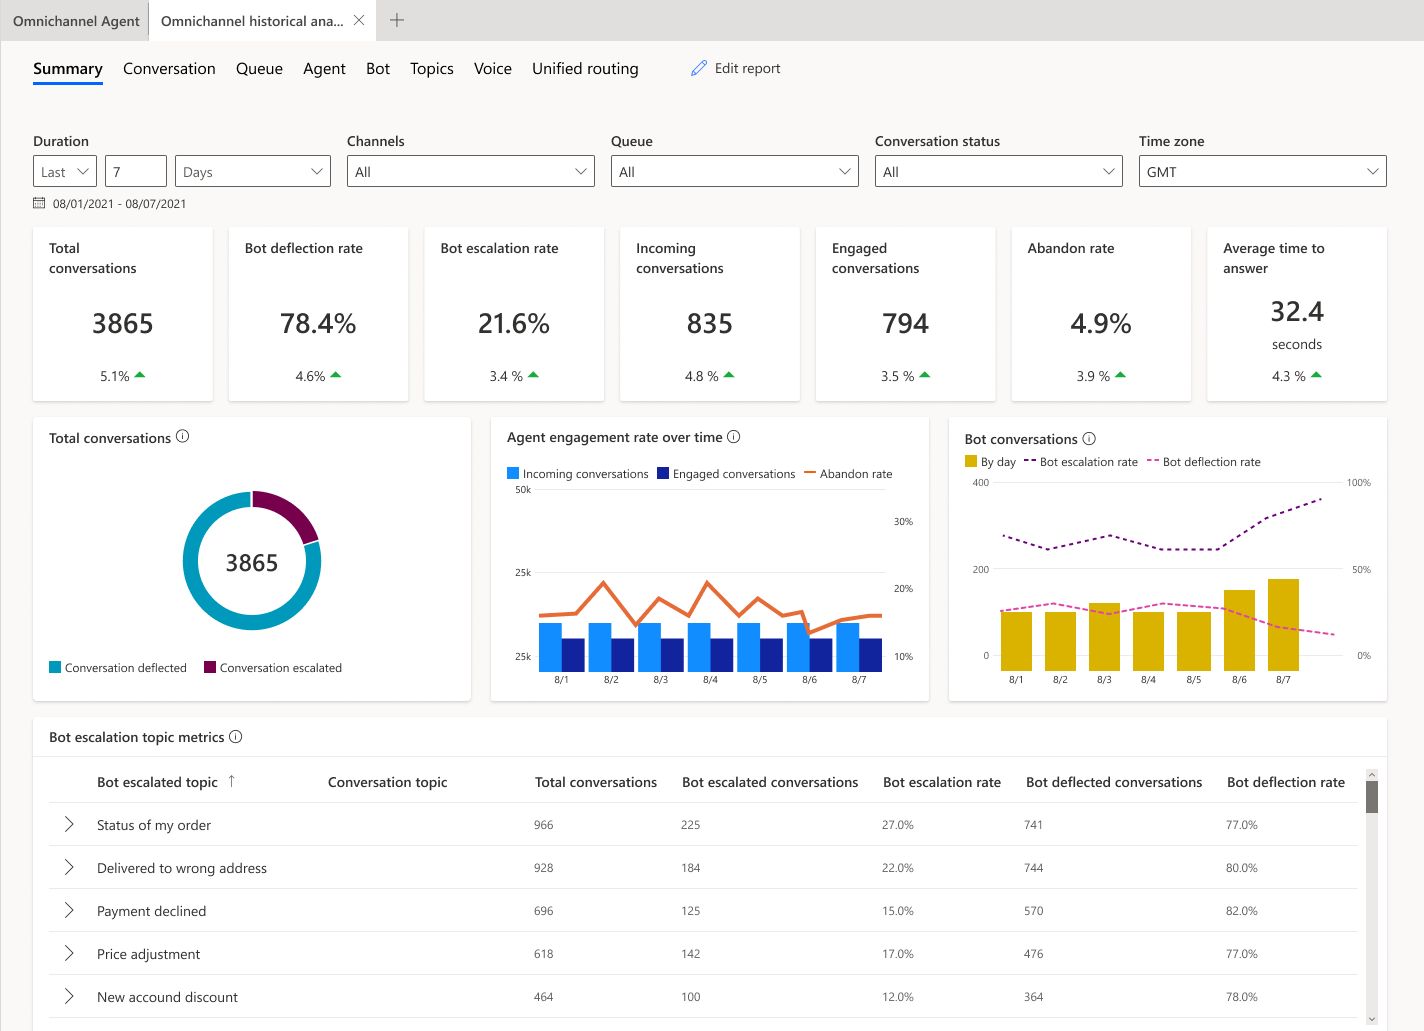 Omnichannel Agent
Omnichannel historical ana...
Summary Conversation Queue Agent Bot Topics Voice Unified routing Edit report
Duration Channels Queue Conversation status Time zone
Last 7 Days All All All GMT
08/01/2021 - 08/07/2021
Total
conversations
3865
5.1%
Bot deflection rate
78.4%
4.6%
Bot escalation rate
21.6%
3.4 %
Incoming
conversations
835
4.8 %
Engaged
conversations
794
3.5 %
Abandon rate
4.9%
3.9 %
Average time to
answer
32.4
seconds
4.3 %
Total conversations
3865
Conversation deflected Conversation escalated
Agent engagement rate over time
Incoming conversations Engaged conversations Abandon rate
50k
30%
25k
20%
25k
10%
8/1 8/2 8/3 8/4 8/5 8/6 8/7
Bot conversations
By day Bot escalation rate Bot deflection rate
400 100%
200 50%
0 0%
8/1 8/2 8/3 8/4 8/5 8/6 8/7
Bot escalation topic metrics
Bot escalated topic Conversation topic Total conversations Bot escalated conversations Bot escalation rate Bot deflected conversations Bot deflection rate
Status of my order 966 225 27.0% 741 77.0%
Delivered to wrong address 928 184 22.0% 744 80.0%
Payment declined 696 125 15.0% 570 82.0%
Price adjustment 618 142 17.0% 476 77.0%
New accound discount 464 100 12.0% 364 78.0%